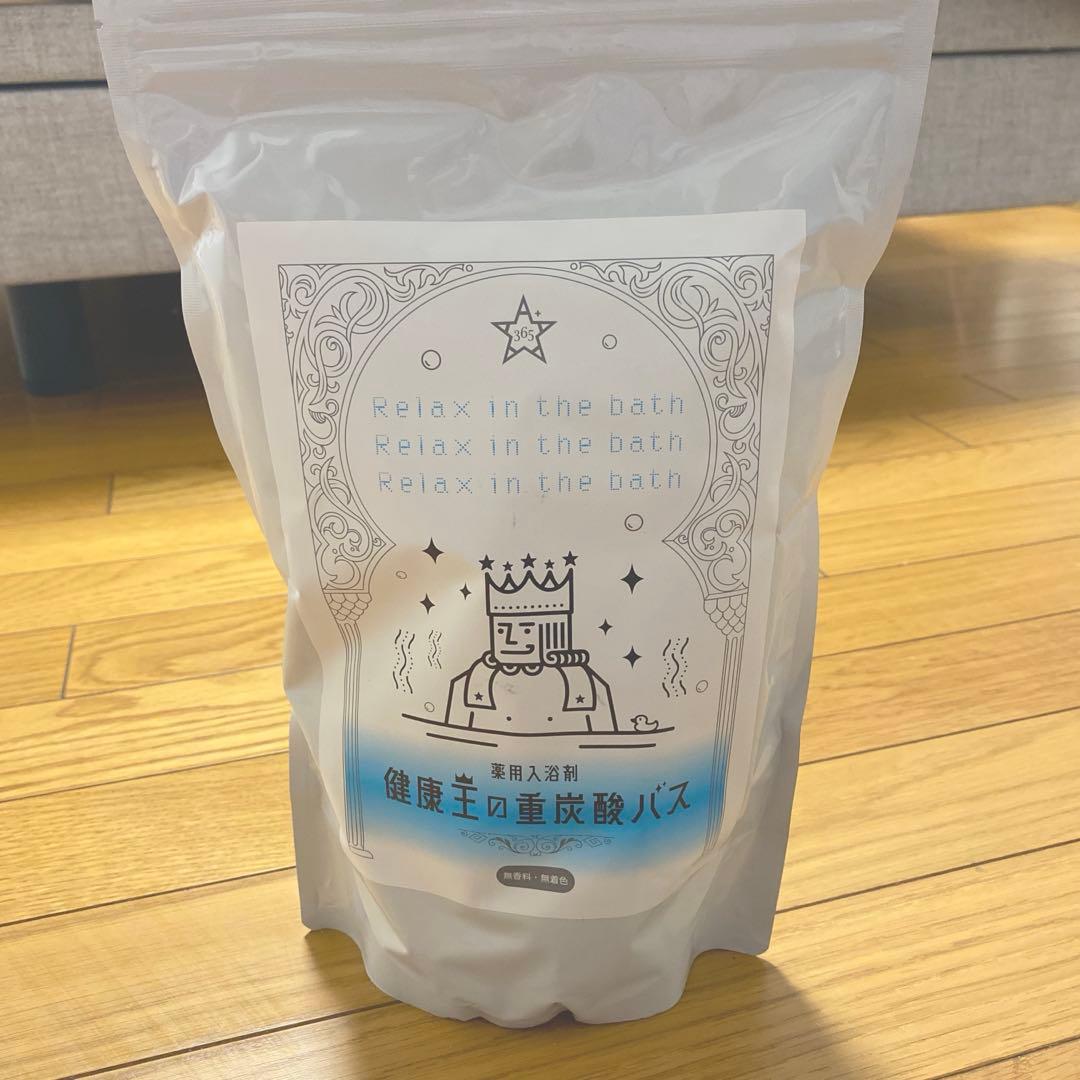 365
Relax in the bath
Relax in the bath
Relax in the bath
薬用入浴剤
健康王の重炭酸バス
無香料・無着色